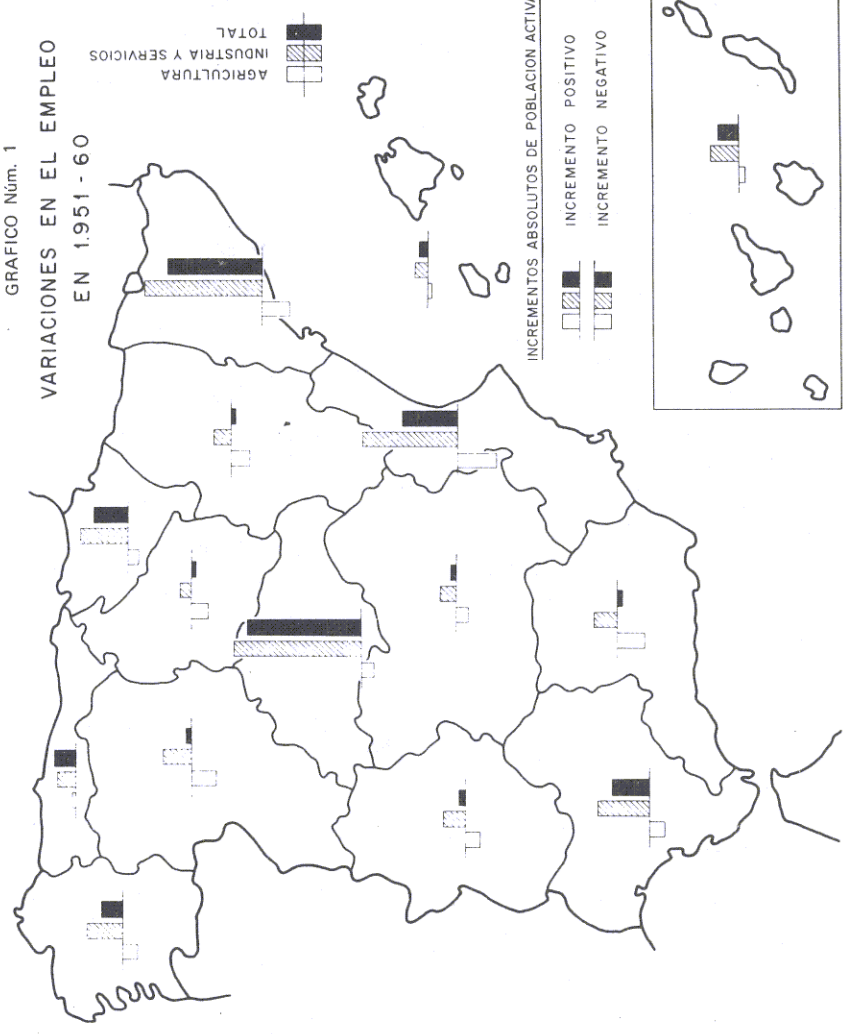 GRAFICO Núm. 1
VARIACIONES EN EL EMPLEO
EN 1.951 - 60
AGRICULTURA
INDUSTRIA Y SERVICIOS
TOTAL
INCREMENTOS ABSOLUTOS DE POBLACION ACTIVA
INCREMENTO POSITIVO
INCREMENTO NEGATIVO